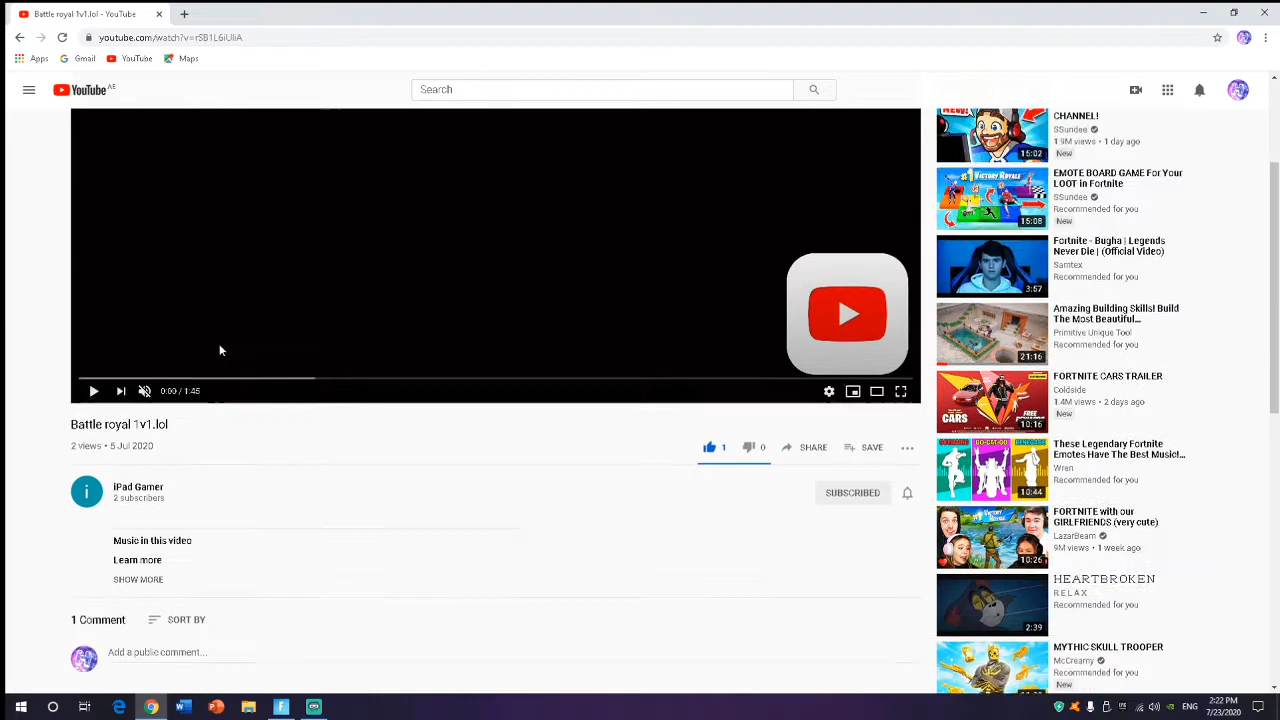 Battle royal 1v1.lol - YouTube
youtube.com/watch?v=rSB1L6iUliA
Apps
Gmail
YouTube
Maps
YouTube AE
Search
Battle royal 1v1.lol
0:00 / 1:45
2 views • 5 Jul 2020
1
0
SHARE
SAVE
i
iPad Gamer
2 subscribers
SUBSCRIBED
Music in this video
Learn more
SHOW MORE
1 Comment
SORT BY
Add a public comment...
CHANNEL!
SSundee
1.9M views • 1 day ago
New
15:02
EMOTE BOARD GAME For Your
LOOT in Fortnite
SSundee
Recommended for you
New
#1 VICTORY ROYALE
15:08
Fortnite - Bugha | Legends
Never Die | (Official Video)
Samtex
Recommended for you
3:57
Amazing Building Skills! Build
The Most Beautiful...
Primitive Unique Tool
Recommended for you
21:16
FORTNITE CARS TRAILER
Coldside
1.4M views • 2 days ago
New
CARS
10:16
These Legendary Fortnite
Emotes Have The Best Music!...
Wren
Recommended for you
GO CAT GO
10:44
FORTNITE with our
GIRLFRIENDS (very cute)
LazarBeam
9M views • 1 week ago
10:26
HEARTBROKEN
RELAX
Recommended for you
2:39
MYTHIC SKULL TROOPER
McCreamy
Recommended for you
New
ENG
2:22 PM
7/23/2020